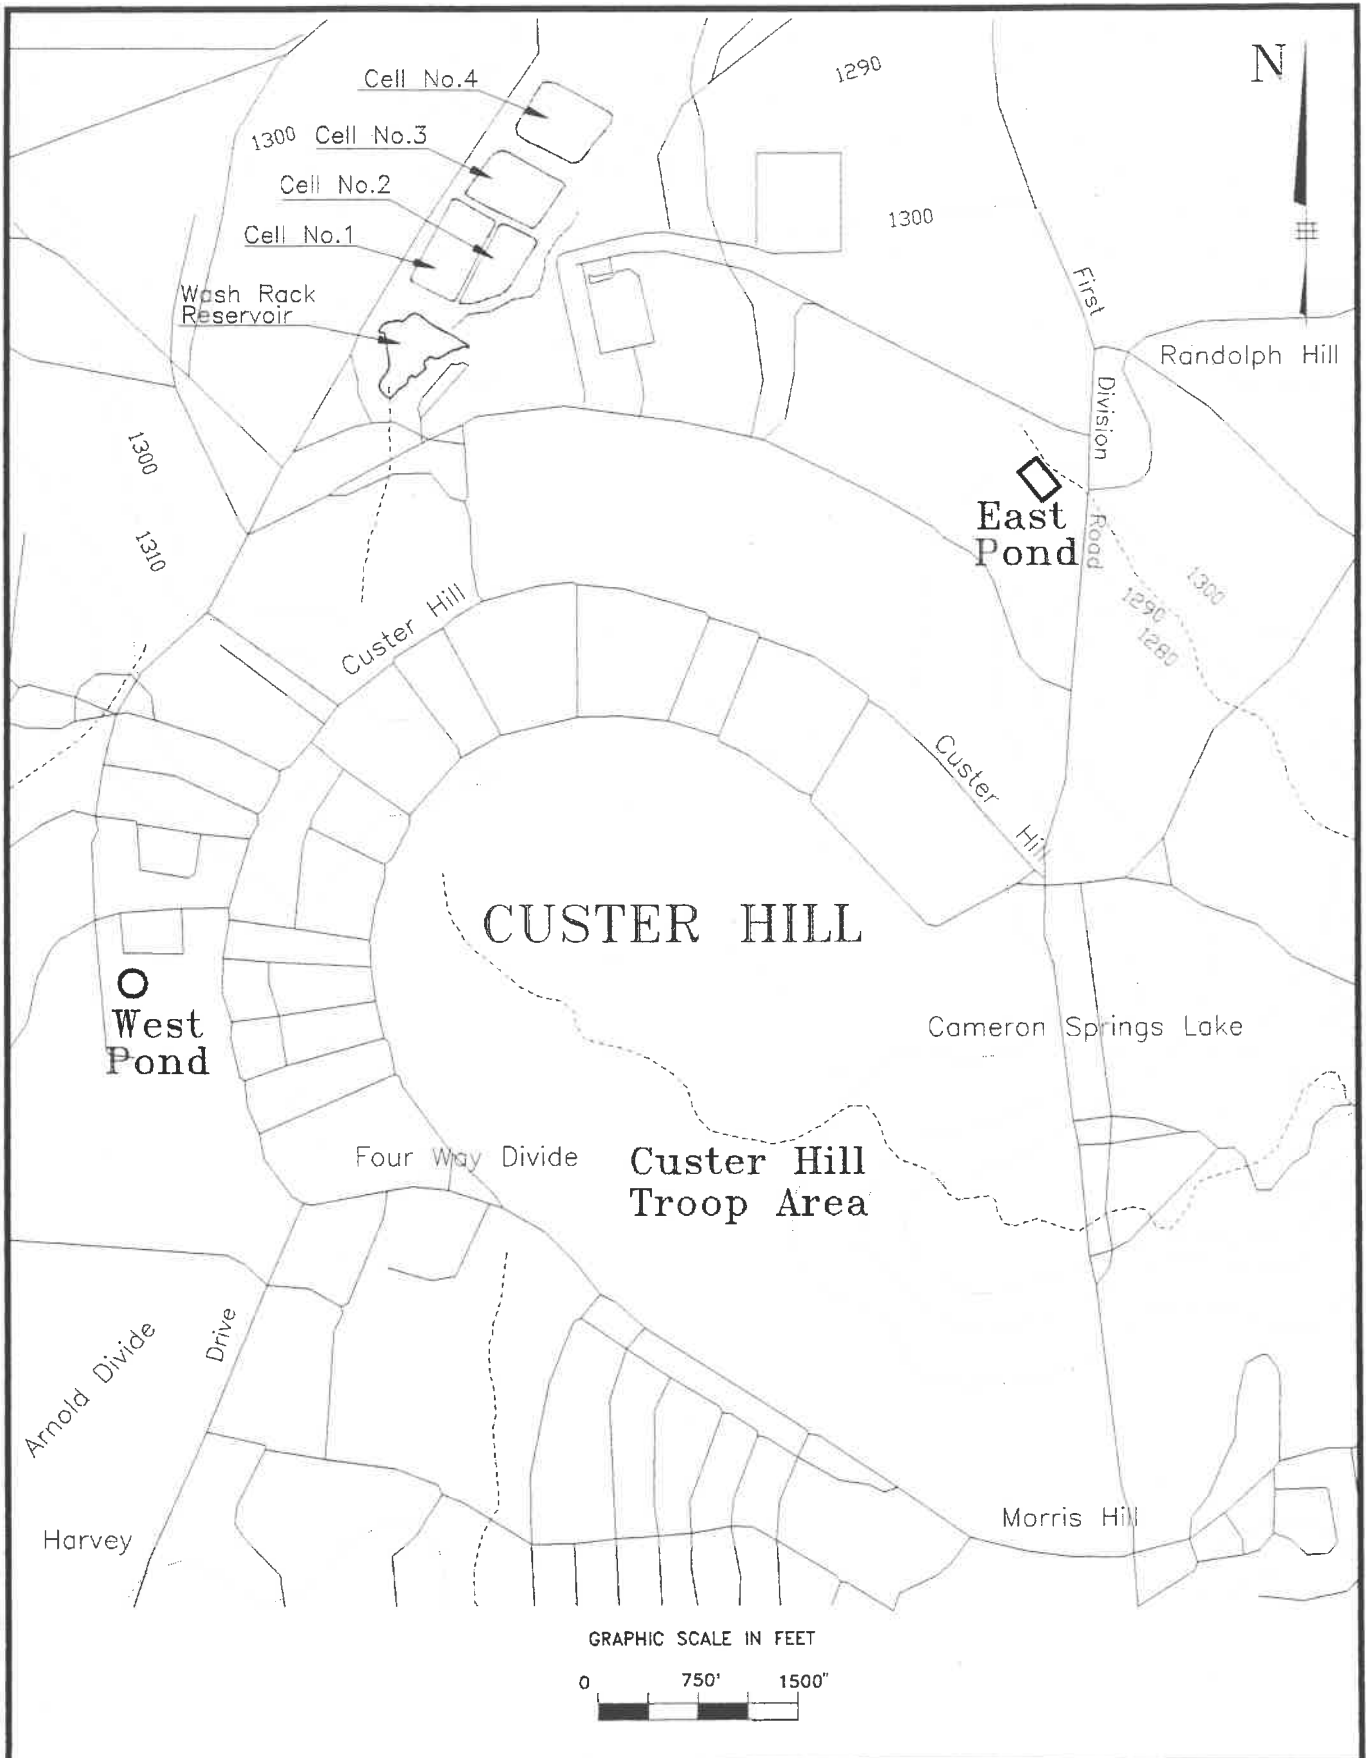 N
1290
Cell No.4
1300
Cell No.3
Cell No.2
1300
Cell No.1
First
Wash Rack
Reservoir
Randolph Hill
Division
1300
East
Pond
Road
1310
1300
1290
1280
Custer Hill
Custer
Hill
CUSTER HILL
West
Pond
Cameron Springs Lake
Four Way Divide
Custer Hill
Troop Area
Drive
Arnold Divide
Morris Hill
Harvey
GRAPHIC SCALE IN FEET
0 750' 1500"